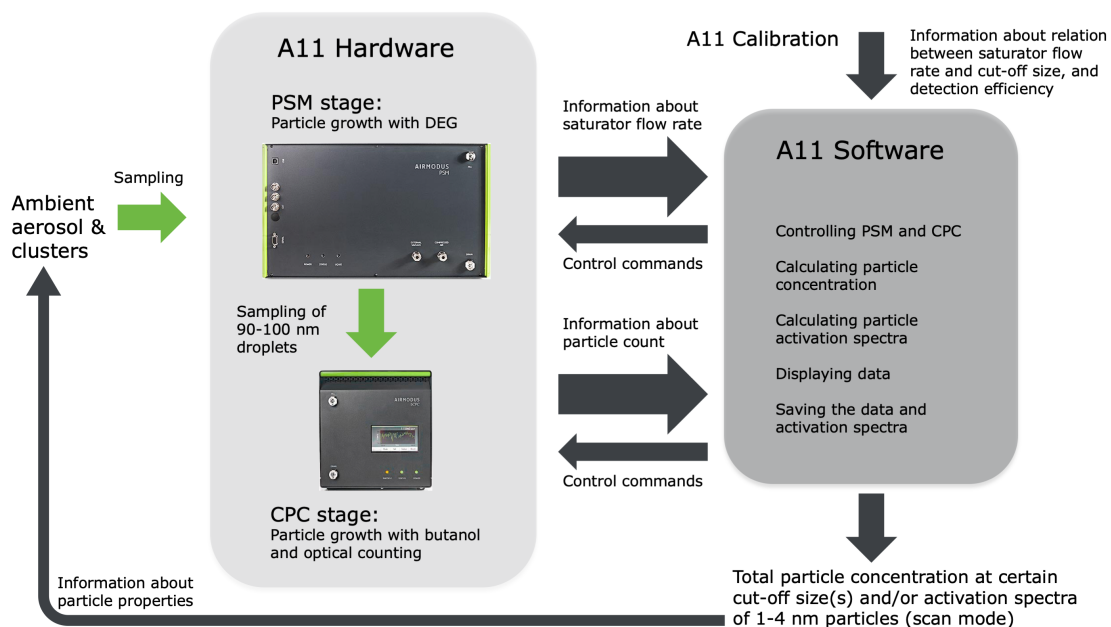 A11 Hardware
PSM stage:
Particle growth with DEG
AIRMODUS
PSM
Sampling
Ambient
aerosol &
clusters
Sampling of
90-100 nm
droplets
AIRMODUS
CPC stage:
Particle growth with butanol
and optical counting
Information about
saturator flow rate
Control commands
Information about
particle count
Control commands
A11 Calibration
Information about relation
between saturator flow
rate and cut-off size, and
detection efficiency
A11 Software
Controlling PSM and CPC
Calculating particle
concentration
Calculating particle
activation spectra
Displaying data
Saving the data and
activation spectra
Total particle concentration at certain
cut-off size(s) and/or activation spectra
of 1-4 nm particles (scan mode)
Information about
particle properties